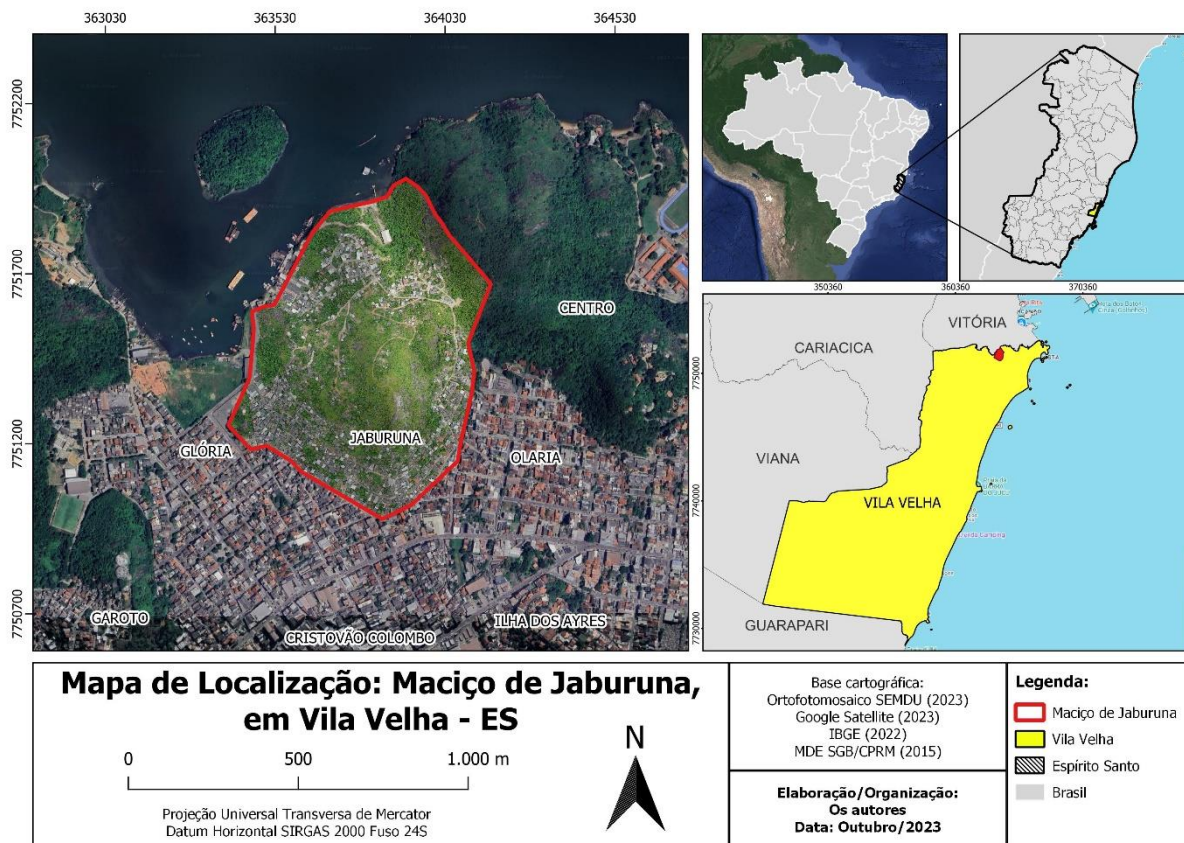 363030
363530
364030
364530
7752200
7751700
7751200
7750700
CENTRO
JABURUNA
GLÓRIA
OLARIA
GAROTO
ILHA DOS AYRES
CRISTOVÃO COLOMBO
350360
360360
370360
7750000
7740000
7730000
VITÓRIA
CARIACICA
VIANA
VILA VELHA
GUARAPARI
Mapa de Localização: Maciço de Jaburuna,
em Vila Velha - ES
0 500 1.000 m
N
Projeção Universal Transversa de Mercator
Datum Horizontal SIRGAS 2000 Fuso 24S
Base cartográfica:
Ortofotomosaico SEMDU (2023)
Google Satellite (2023)
IBGE (2022)
MDE SGB/CPRM (2015)
Elaboração/Organização:
Os autores
Data: Outubro/2023
Legenda:
Maciço de Jaburuna
Vila Velha
Espírito Santo
Brasil